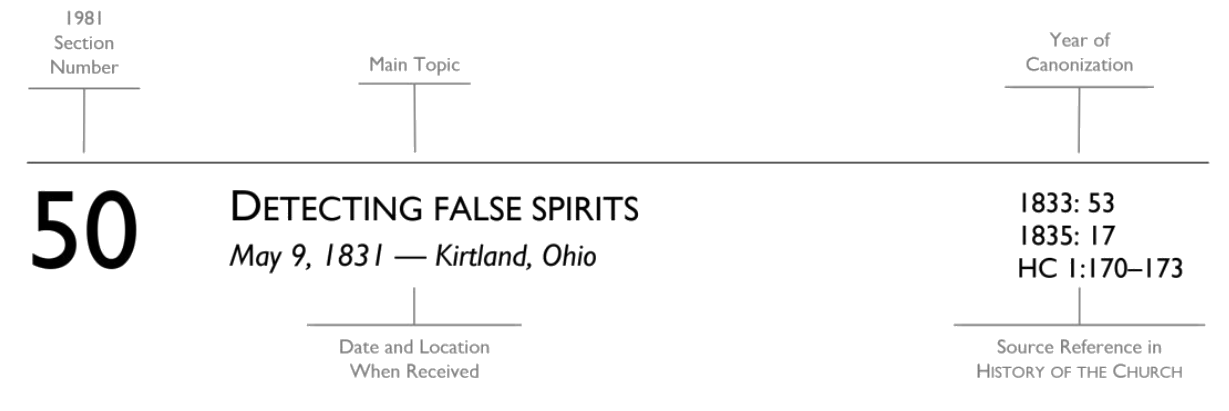 1981
Section
Number
Main Topic
Year of
Canonization
50
DETECTING FALSE SPIRITS
May 9, 1831 — Kirtland, Ohio
1833: 53
1835: 17
HC 1:170–173
Date and Location
When Received
Source Reference in
HISTORY OF THE CHURCH